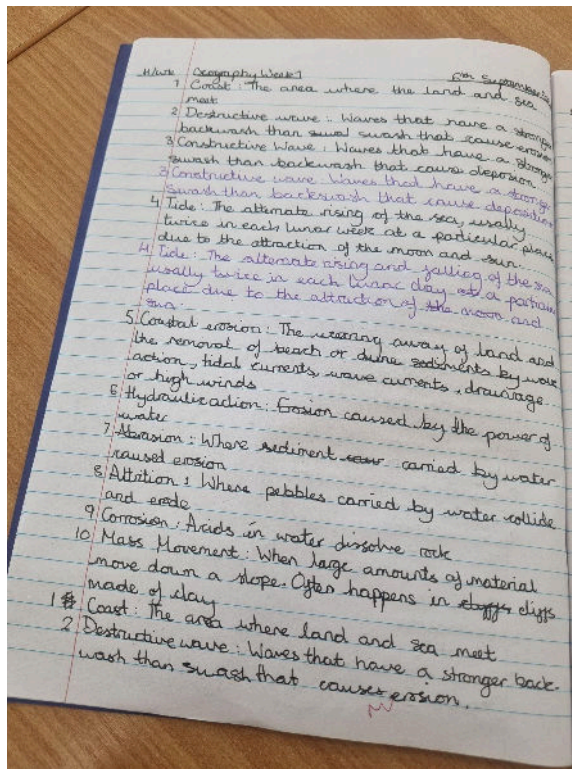 H/wk Geography Week 1 5th September
1 Coast : The area where the land and sea
meet
2 Destructive wave : Waves that have a stronger
backwash than swash that cause erosion
3 Constructive Wave : Waves that have a stronger
swash than backwash that cause deposion
3 Constructive wave: Waves that have a stronger
swash than backwash that cause deposition
4 Tide : The alternate rising of the sea, usally
twice in each lunar week at a particular place
due to the attraction of the moon and sun.
4 Tide : The alternate rising and falling of the sea
usally twice in each lunar day at a particular
place due to the attraction of the moon and
sun.
5 Coastal erosion : The wearing away of land and
the removal of beach or dune sediments by wave
action, tidal currents, wave currents, drainage
or high winds
6 Hydraulic action : Erosion caused by the power of
water
7 Abrasion : Where sediment carried by water
caused erosion
8 Attrition : Where pebbles carried by water collide
and erode
9 Corrosion : Acids in water dissolve rock
10 Mass Movement : When large amounts of material
move down a slope. Often happens in cliffs
made of clay
1 Coast : The area where land and sea meet
2 Destructive wave : Waves that have a stronger back-
wash than swash that causes erosion.